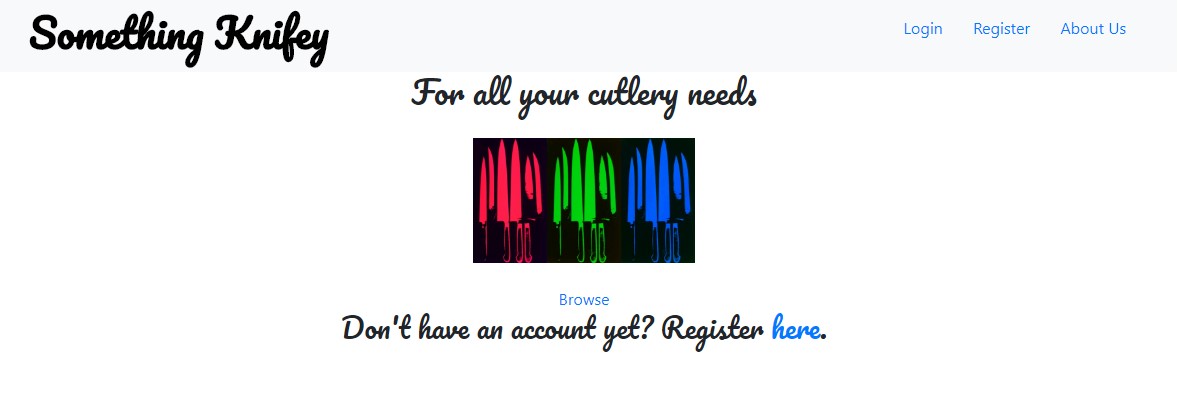 Something Knifey
Login Register About Us
For all your cutlery needs
Browse
Don't have an account yet? Register here.